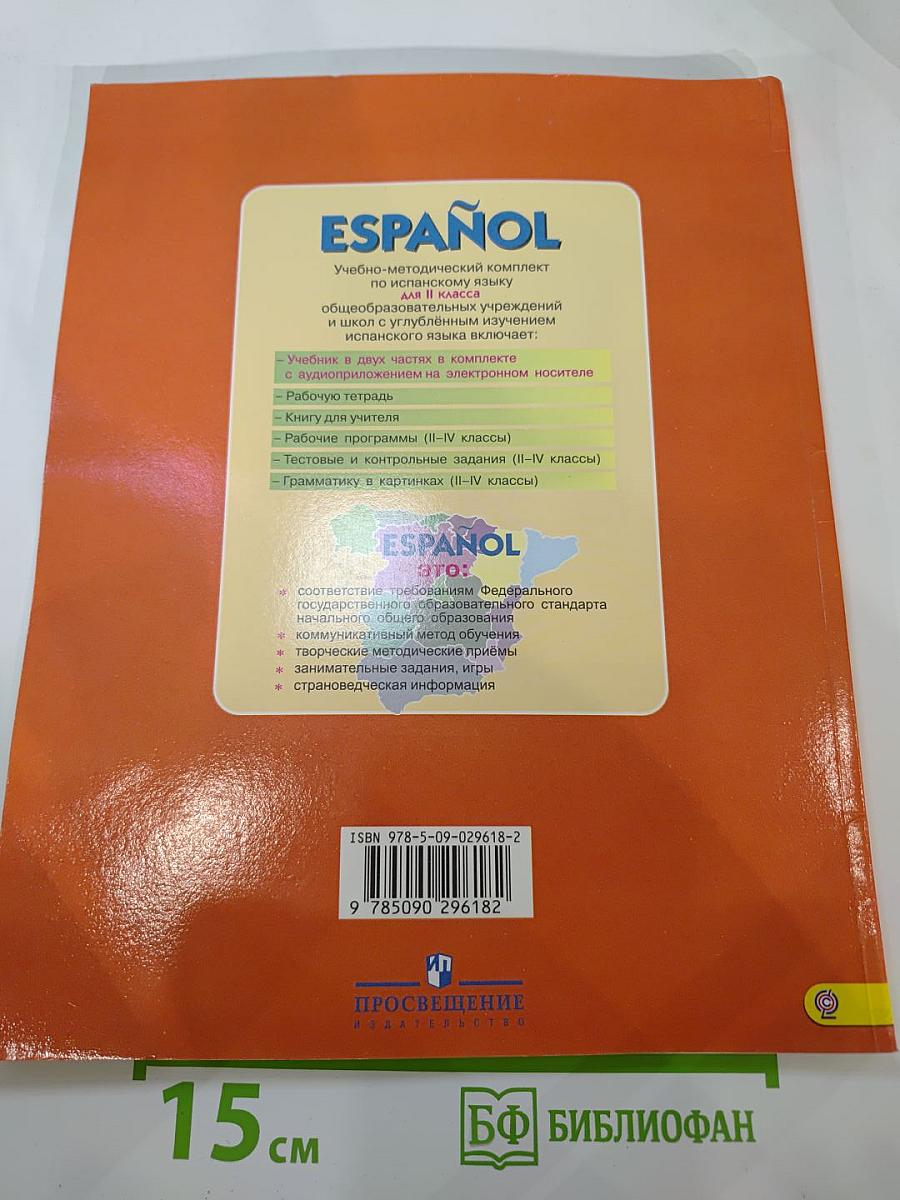 ESPAÑOL
Учебно-методический комплект
по испанскому языку
для II класса
общеобразовательных учреждений
и школ с углублённым изучением
испанского языка включает:
– Учебник в двух частях в комплекте
с аудиоприложением на электронном носителе
– Рабочую тетрадь
– Книгу для учителя
– Рабочие программы (II–IV классы)
– Тестовые и контрольные задания (II–IV классы)
– Грамматику в картинках (II–IV классы)
ESPAÑOL
это:
* соответствие требованиям Федерального
государственного образовательного стандарта
начального общего образования
* коммуникативный метод обучения
* творческие методические приёмы
* занимательные задания, игры
* страноведческая информация
ISBN 978-5-09-029618-2
9 785090 296182
ИП
ПРОСВЕЩЕНИЕ
ИЗДАТЕЛЬСТВО
15 см
БФ БИБЛИОФАН